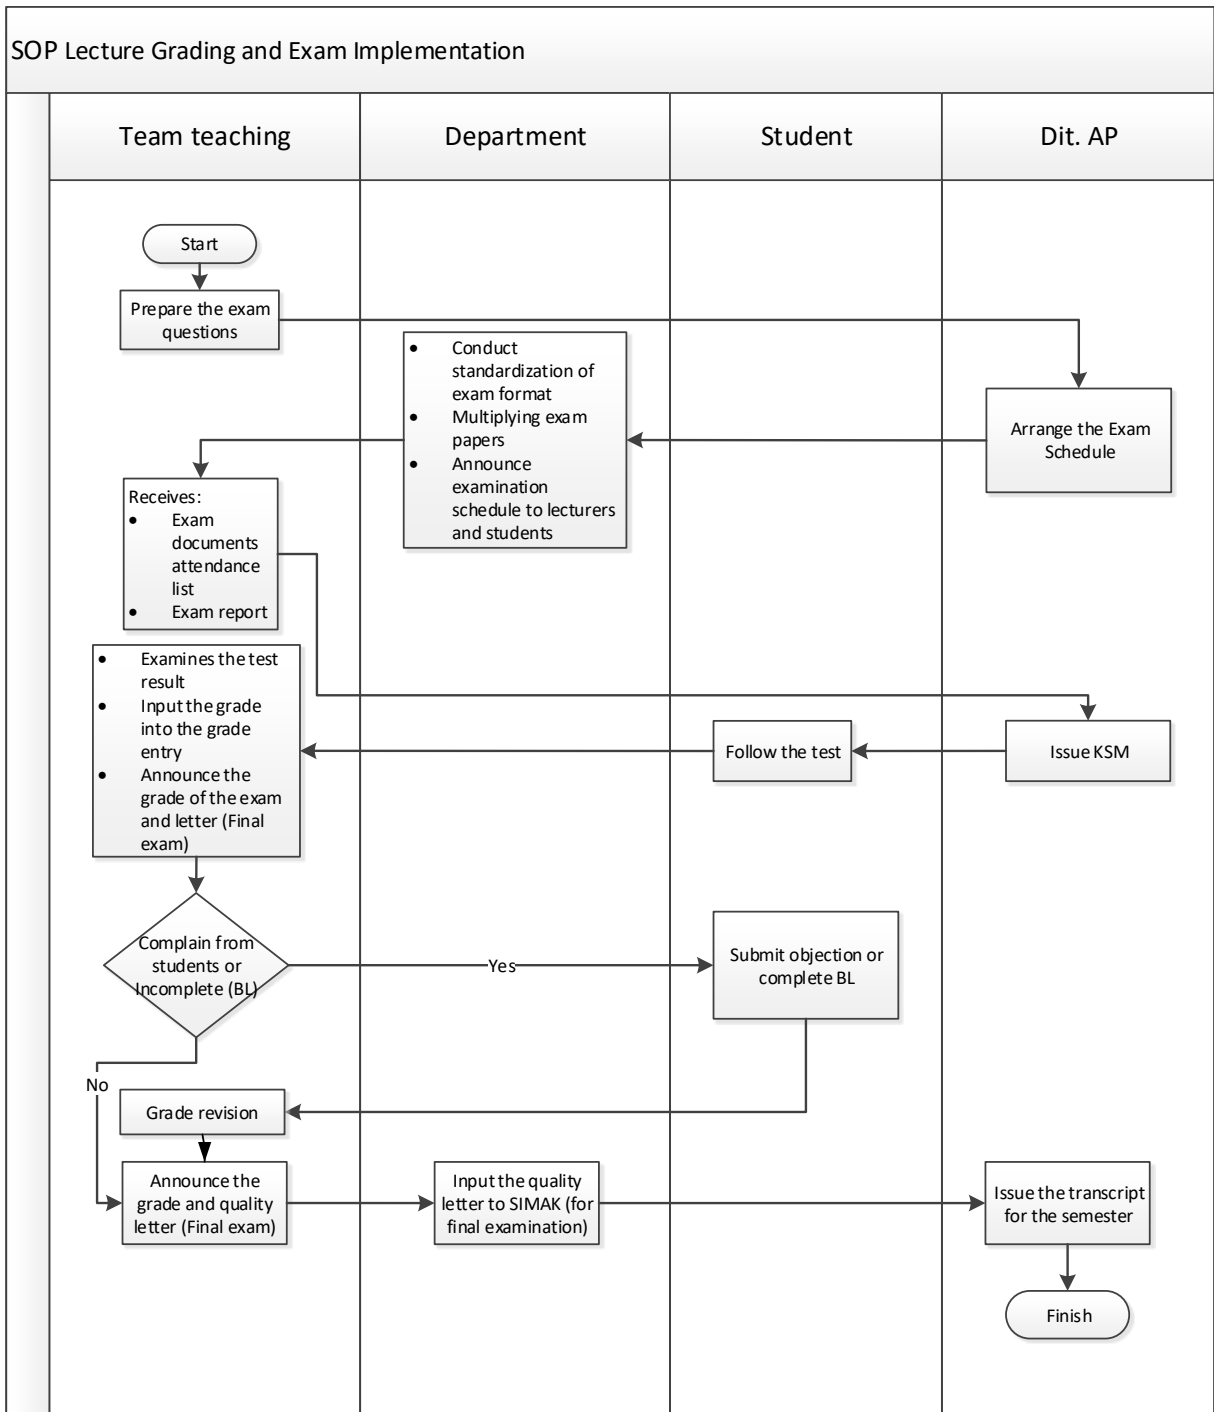 SOP Lecture Grading and Exam Implementation
Team teaching
Department
Student
Dit. AP
Start
Prepare the exam
questions
• Conduct
standardization of
exam format
• Multiplying exam
papers
• Announce
examination
schedule to lecturers
and students
Arrange the Exam
Schedule
Receives:
• Exam
documents
attendance
list
• Exam report
• Examines the test
result
• Input the grade
into the grade
entry
• Announce the
grade of the exam
and letter (Final
exam)
Follow the test
Issue KSM
Complain from
students or
Incomplete (BL)
Yes
Submit objection or
complete BL
No
Grade revision
Announce the
grade and quality
letter (Final exam)
Input the quality
letter to SIMAK (for
final examination)
Issue the transcript
for the semester
Finish